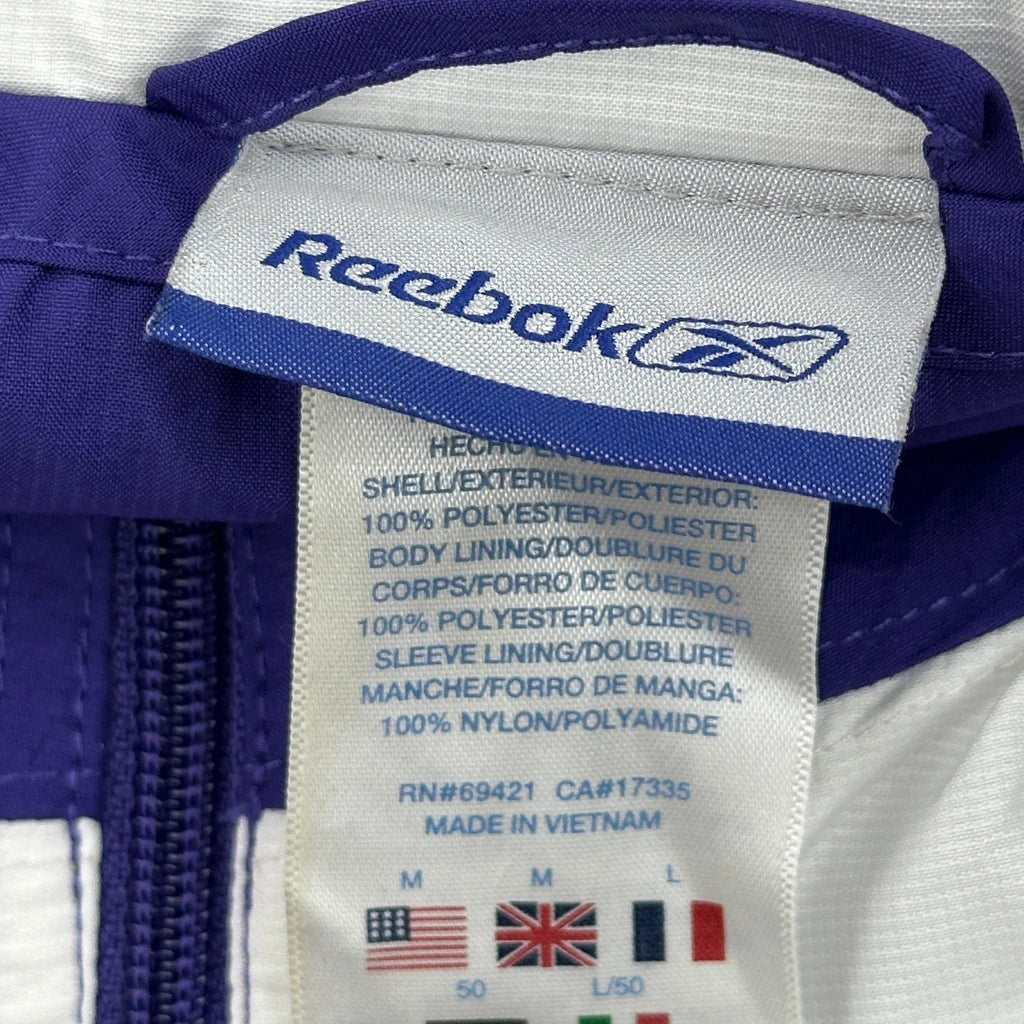 Reebok
HECHO
SHELL/EXTERIEUR/EXTERIOR:
100% POLYESTER/POLIESTER
BODY LINING/DOUBLURE DU
CORPS/FORRO DE CUERPO:
100% POLYESTER/POLIESTER
SLEEVE LINING/DOUBLURE
MANCHE/FORRO DE MANGA:
100% NYLON/POLYAMIDE
RN#69421 CA#17335
MADE IN VIETNAM
M M L
50 L/50